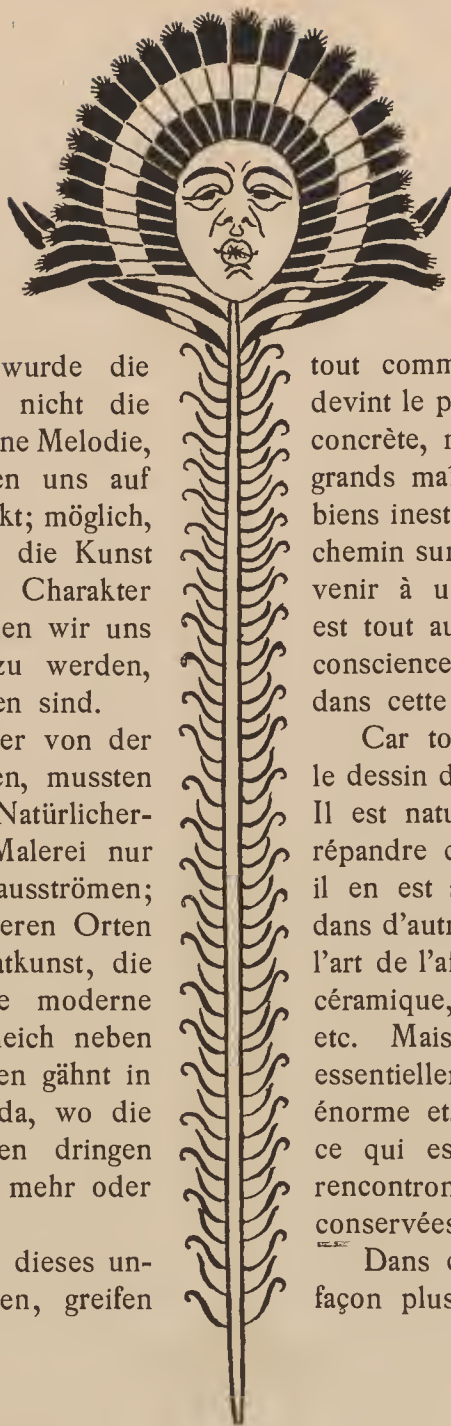 wurde die
nicht die
ne Melodie,
en uns auf
kt; möglich,
die Kunst
Charakter
en wir uns
zu werden,
en sind.
er von der
en, mussten
Natürlicher-
Malerei nur
ausströmen;
eren Orten
tkunst, die
e moderne
leich neben
en gähnt in
da, wo die
en dringen
mehr oder
dieses un-
en, greifen
tout comm
devint le p
concrète, n
grands maî
biens inest
chemin sur
venir à u
est tout au
conscience
dans cette
Car to
le dessin d
Il est natu
répandre d
il en est s
dans d'autr
l'art de l'af
céramique,
etc. Mais
essentiellem
énorme et
ce qui es
rencontron
conservées
Dans c
façon plus